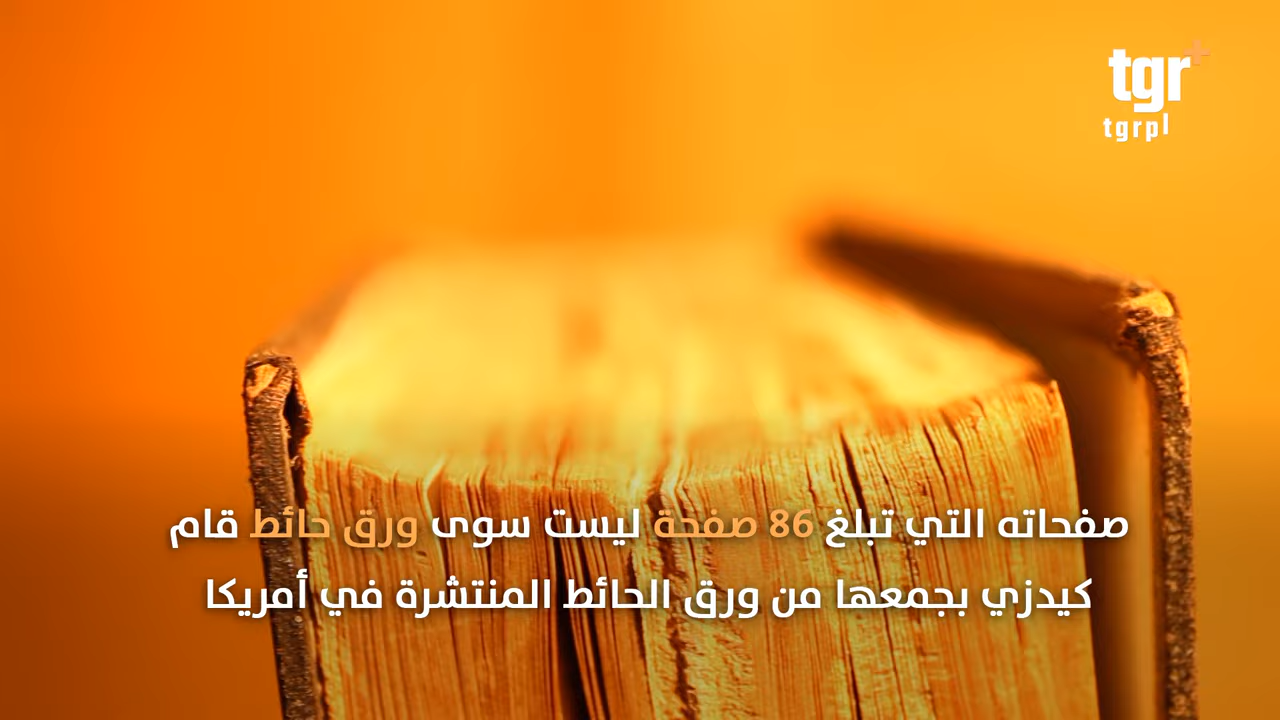 tgr+
tgrpl
صفحاته التي تبلغ 86 صفحة ليست سوى ورق حائط قام
كيدزي بجمعها من ورق الحائط المنتشرة في أمريكا